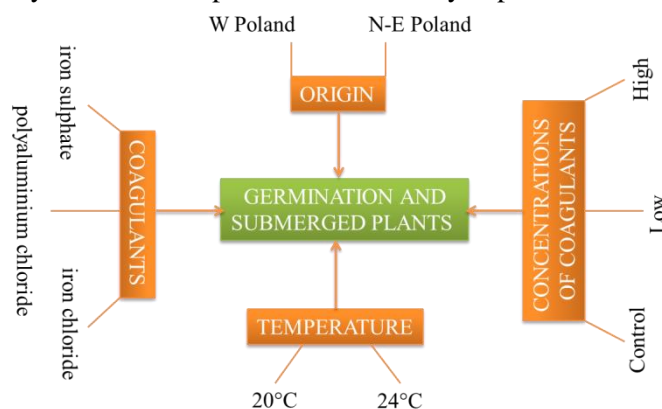 W Poland
N-E Poland
ORIGIN
iron sulphate
polyaluminium chloride
iron chloride
COAGULANTS
GERMINATION AND
SUBMERGED PLANTS
CONCENTRATIONS
OF COAGULANTS
High
Low
Control
TEMPERATURE
20°C
24°C